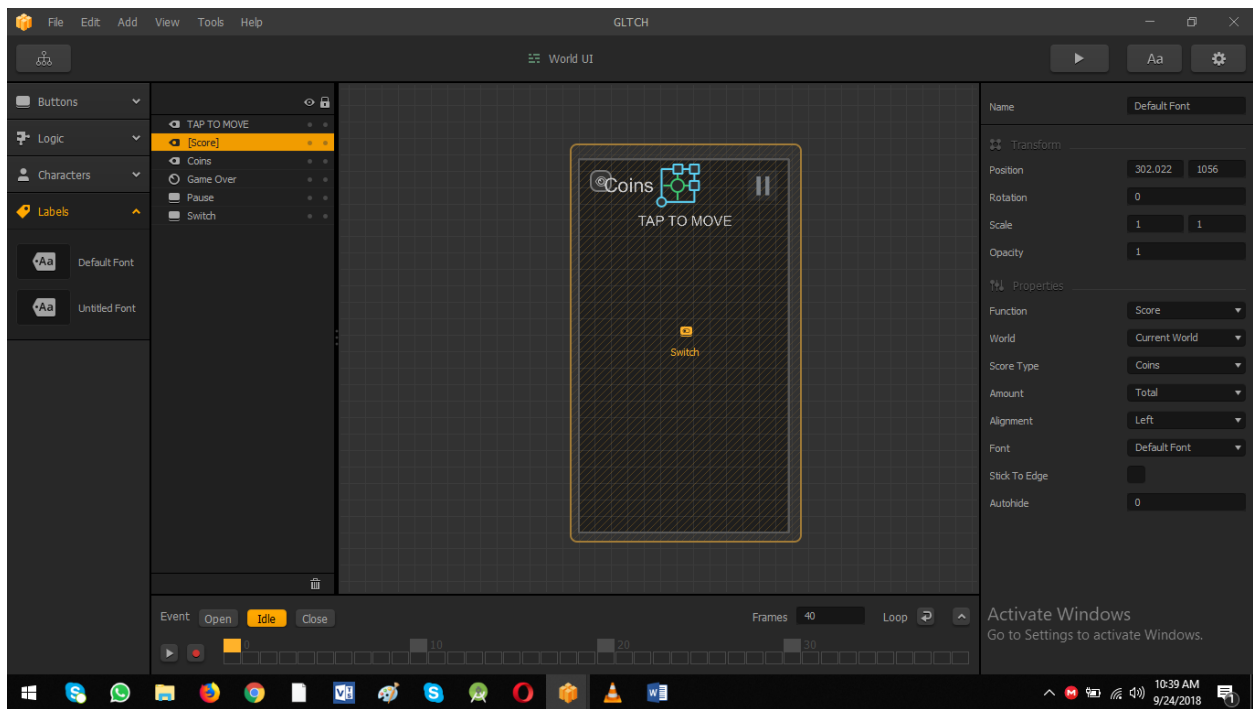 File Edit Add View Tools Help GLTCH
World UI Aa
Buttons
Logic
Characters
Labels
Aa Default Font
Aa Untitled Font
TAP TO MOVE
[Score]
Coins
Game Over
Pause
Switch
Coins
TAP TO MOVE
Switch
Name Default Font
Transform
Position 302.022 1056
Rotation 0
Scale 1 1
Opacity 1
Properties
Function Score
World Current World
Score Type Coins
Amount Total
Alignment Left
Font Default Font
Stick To Edge
Autohide 0
Event Open Idle Close Frames 40 Loop
0 10 20 30
Activate Windows
Go to Settings to activate Windows.
10:39 AM
9/24/2018
1